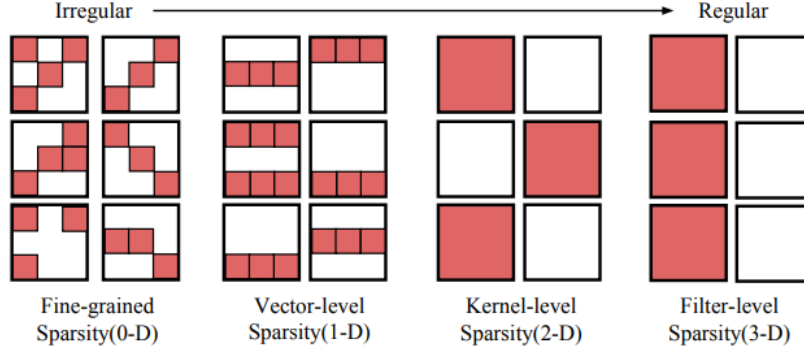 Irregular
Regular
Fine-grained
Sparsity(0-D)
Vector-level
Sparsity(1-D)
Kernel-level
Sparsity(2-D)
Filter-level
Sparsity(3-D)